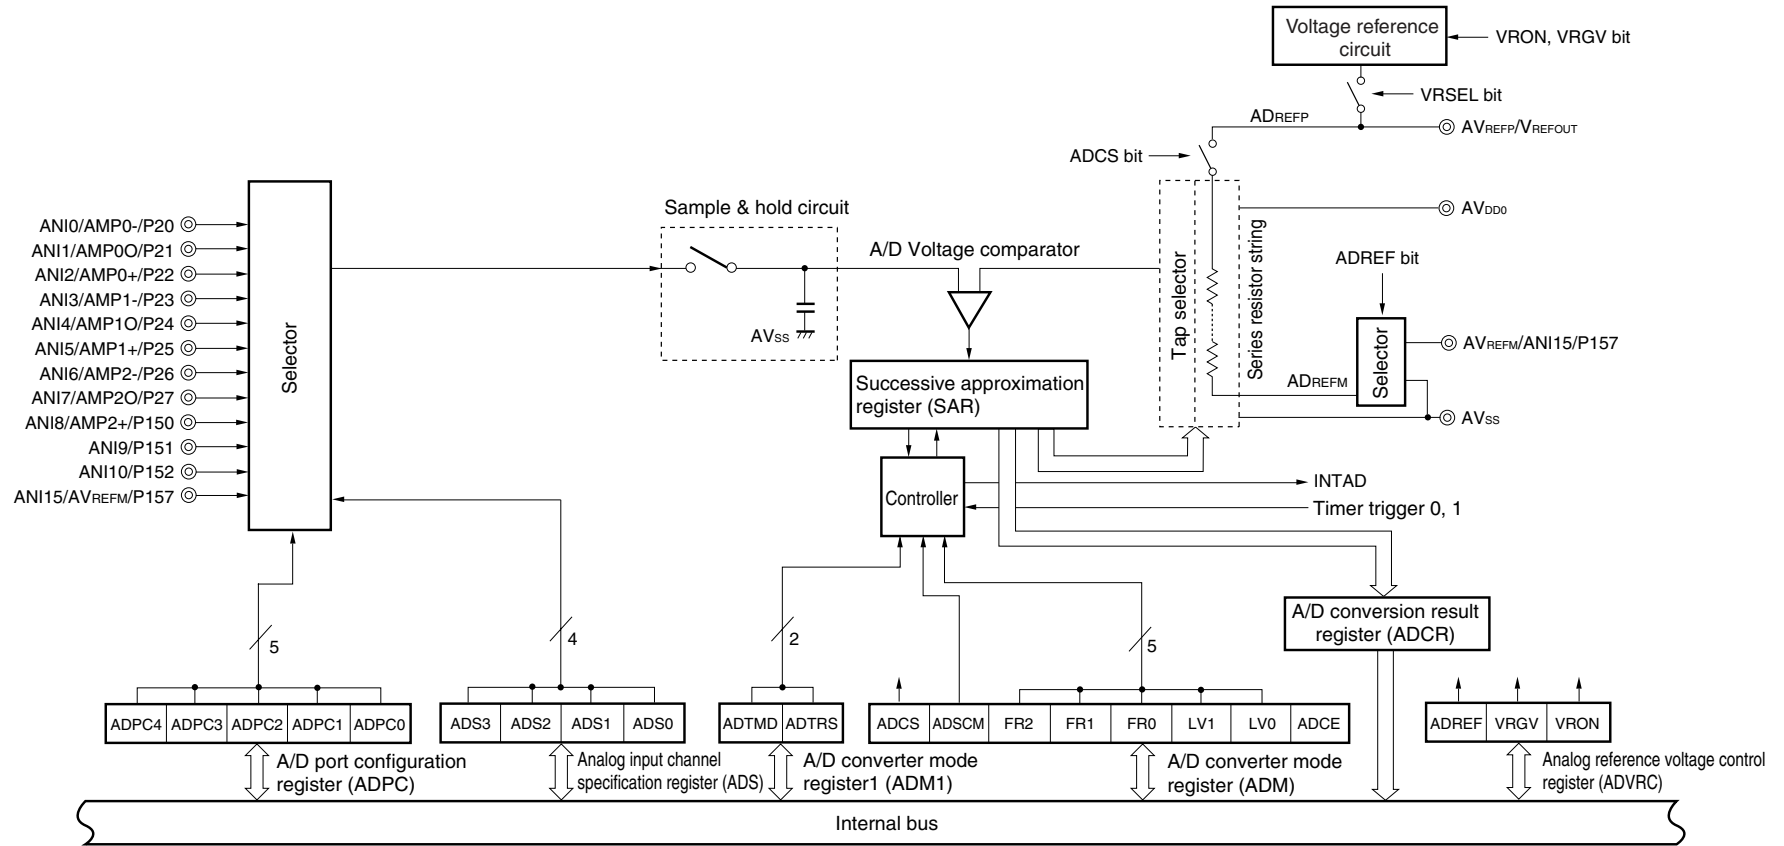 Voltage reference
circuit
VRON, VRGV bit
VRSEL bit
ADREFP
AVREFP/VREFOUT
ADCS bit
Sample & hold circuit
A/D Voltage comparator
AVDD0
ADREF bit
Tap selector
Series resistor string
Selector
AVREFM/ANI15/P157
ADREFM
AVSS
AVSS
ANI0/AMP0-/P20
ANI1/AMP0O/P21
ANI2/AMP0+/P22
ANI3/AMP1-/P23
ANI4/AMP1O/P24
ANI5/AMP1+/P25
ANI6/AMP2-/P26
ANI7/AMP2O/P27
ANI8/AMP2+/P150
ANI9/P151
ANI10/P152
ANI15/AVREFM/P157
Selector
Successive approximation
register (SAR)
Controller
INTAD
Timer trigger 0, 1
A/D conversion result
register (ADCR)
5
4
2
5
ADPC4 ADPC3 ADPC2 ADPC1 ADPC0
ADS3 ADS2 ADS1 ADS0
ADTMD ADTRS
ADCS ADSCM FR2 FR1 FR0 LV1 LV0 ADCE
ADREF VRGV VRON
A/D port configuration
register (ADPC)
Analog input channel
specification register (ADS)
A/D converter mode
register1 (ADM1)
A/D converter mode
register (ADM)
Analog reference voltage control
register (ADVRC)
Internal bus